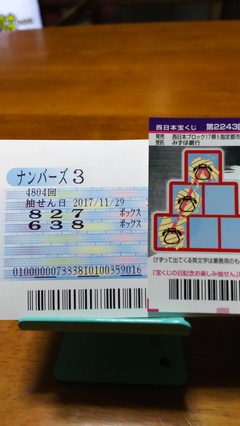 ナンバーズ3
4804回
抽せん日 2017/11/29
827 ボックス
638 ボックス
01000000733381010035901​6
西日本宝くじ 第2243回
発売 西日本ブロック17県&指定都市
受託 みずほ銀行
けずって出てくる英文字は業務用のも
「宝くじの日記念お楽しみ抽せん」